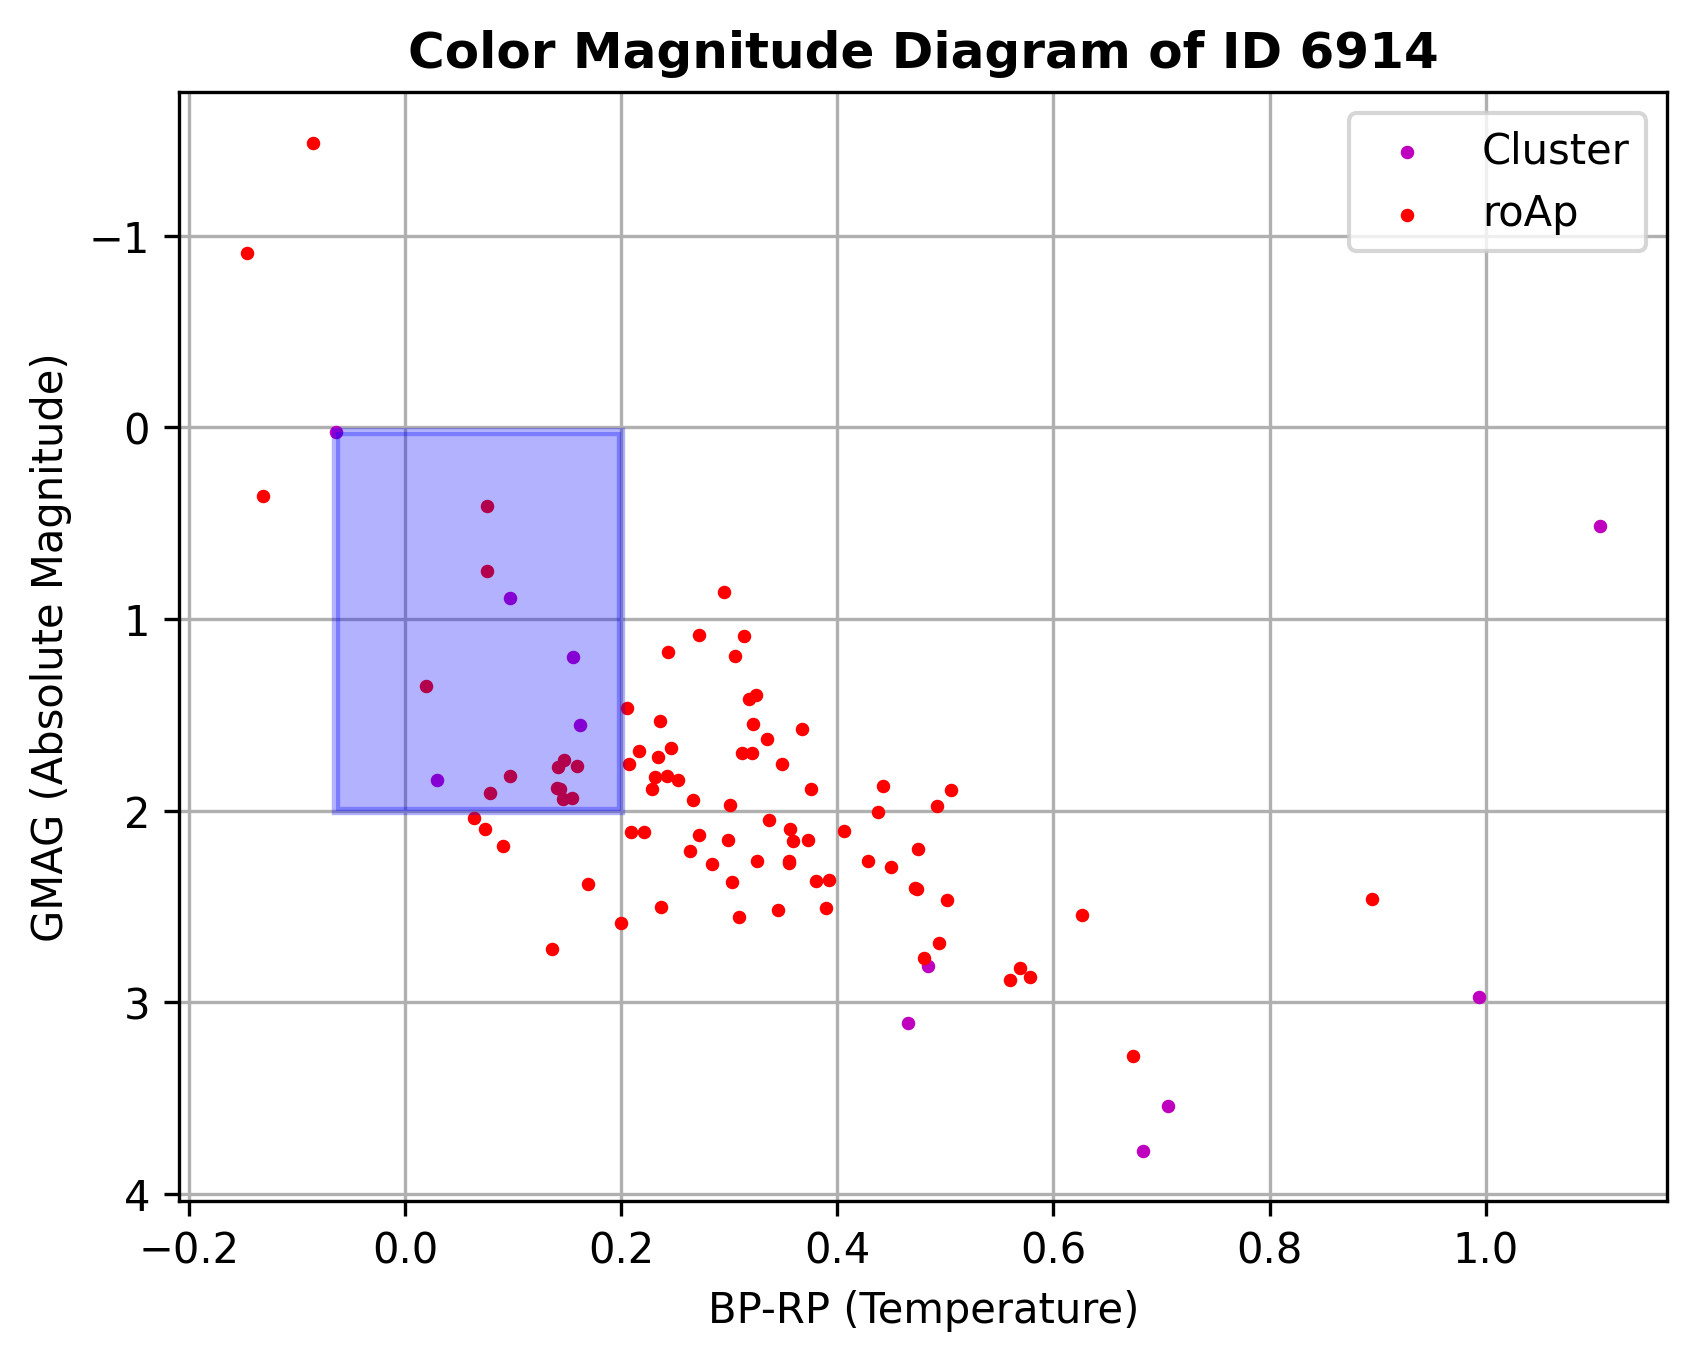 Color Magnitude Diagram of ID 6914
Cluster
roAp
GMAG (Absolute Magnitude)
−1
0
1
2
3
4
−0.2 0.0 0.2 0.4 0.6 0.8 1.0
BP-RP (Temperature)